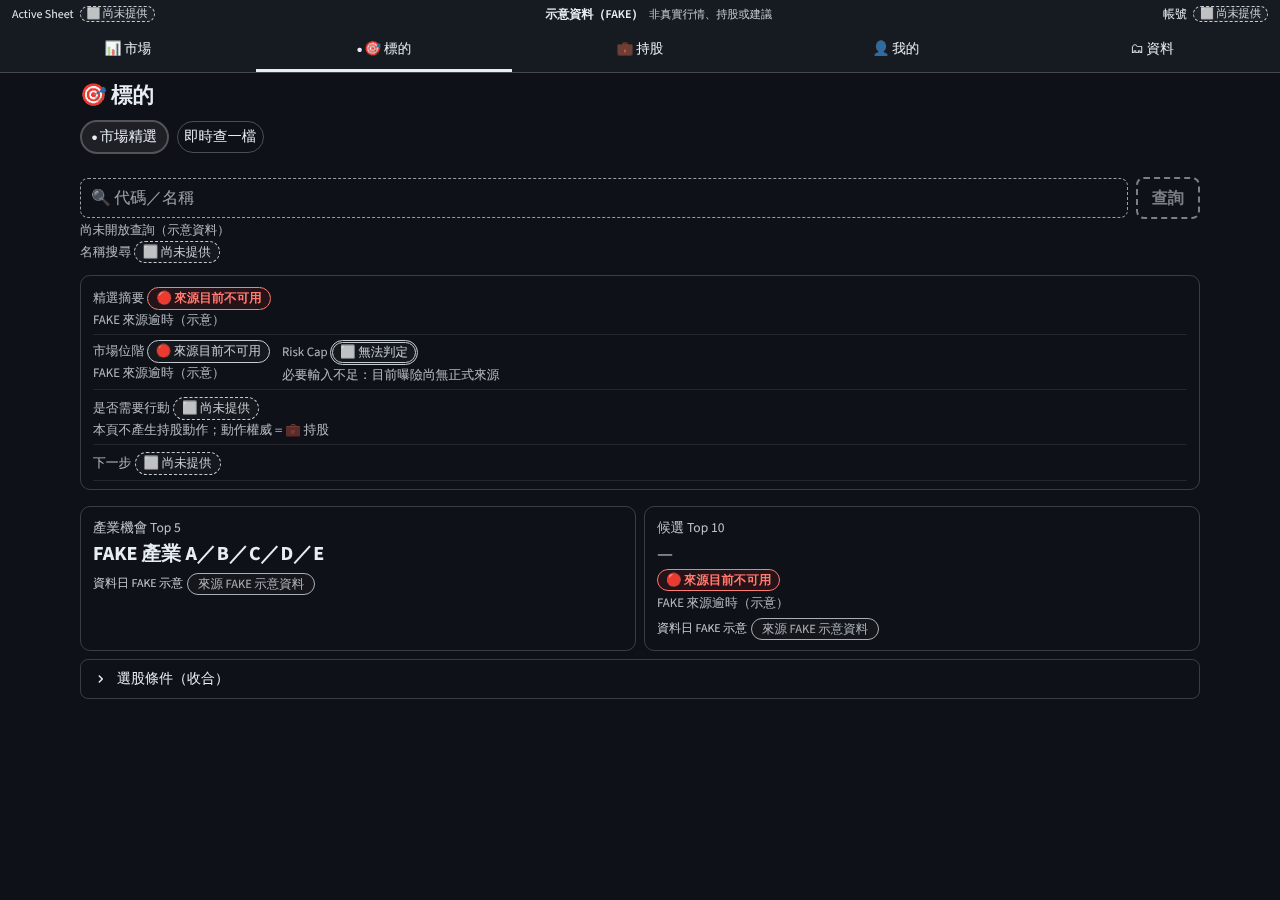 Active Sheet ⬜ 尚未提供 示意資料（FAKE） 非真實行情、持股或建議 帳號 ⬜ 尚未提供
📊 市場 • 🎯 標的 💼 持股 👤 我的 🗂 資料
🎯 標的
• 市場精選 即時查一檔
🔍 代碼／名稱 查詢
尚未開放查詢（示意資料）
名稱搜尋 ⬜ 尚未提供
精選摘要 🔴 來源目前不可用
FAKE 來源逾時（示意）
市場位階 🔴 來源目前不可用 Risk Cap ⬜ 無法判定
FAKE 來源逾時（示意） 必要輸入不足：目前曝險尚無正式來源
是否需要行動 ⬜ 尚未提供
本頁不產生持股動作；動作權威＝💼 持股
下一步 ⬜ 尚未提供
產業機會 Top 5
FAKE 產業 A／B／C／D／E
資料日 FAKE 示意 來源 FAKE 示意資料
候選 Top 10
—
🔴 來源目前不可用
FAKE 來源逾時（示意）
資料日 FAKE 示意 來源 FAKE 示意資料
選股條件（收合）